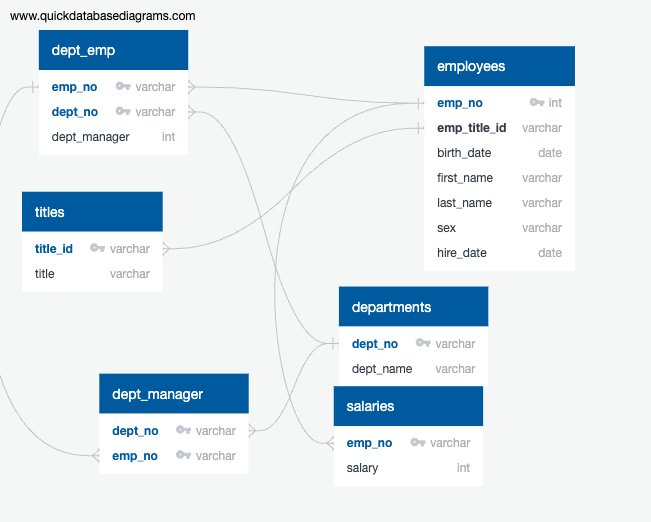 www.quickdatabasediagrams.com
dept_emp
emp_no varchar
dept_no varchar
dept_manager int
employees
emp_no int
emp_title_id varchar
birth_date date
first_name varchar
last_name varchar
sex varchar
hire_date date
titles
title_id varchar
title varchar
departments
dept_no varchar
dept_name varchar
dept_manager
dept_no varchar
emp_no varchar
salaries
emp_no varchar
salary int